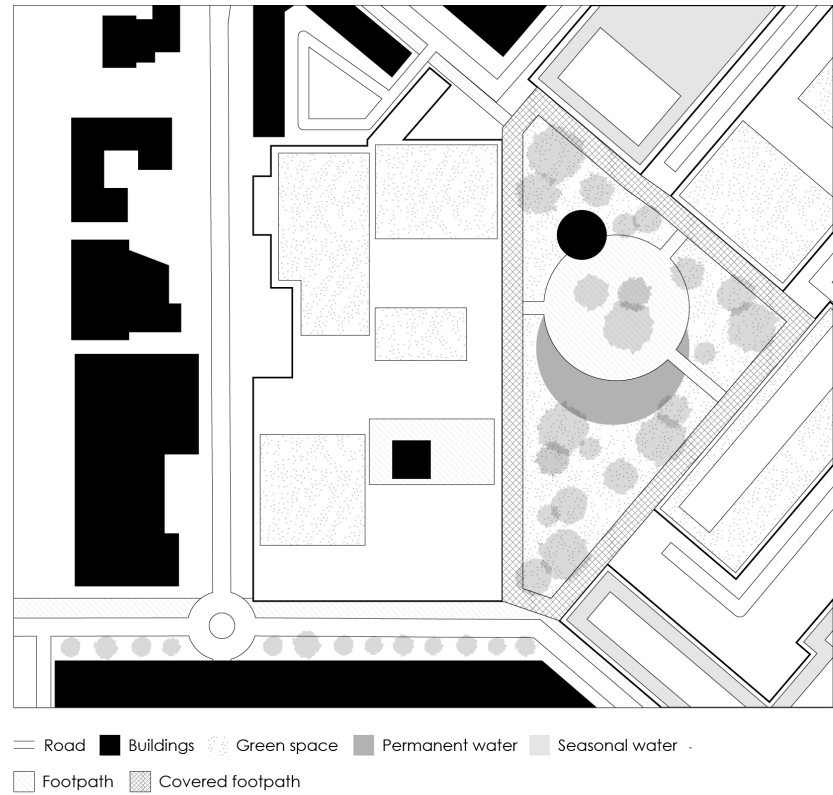 Road Buildings Green space Permanent water Seasonal water -
Footpath Covered footpath